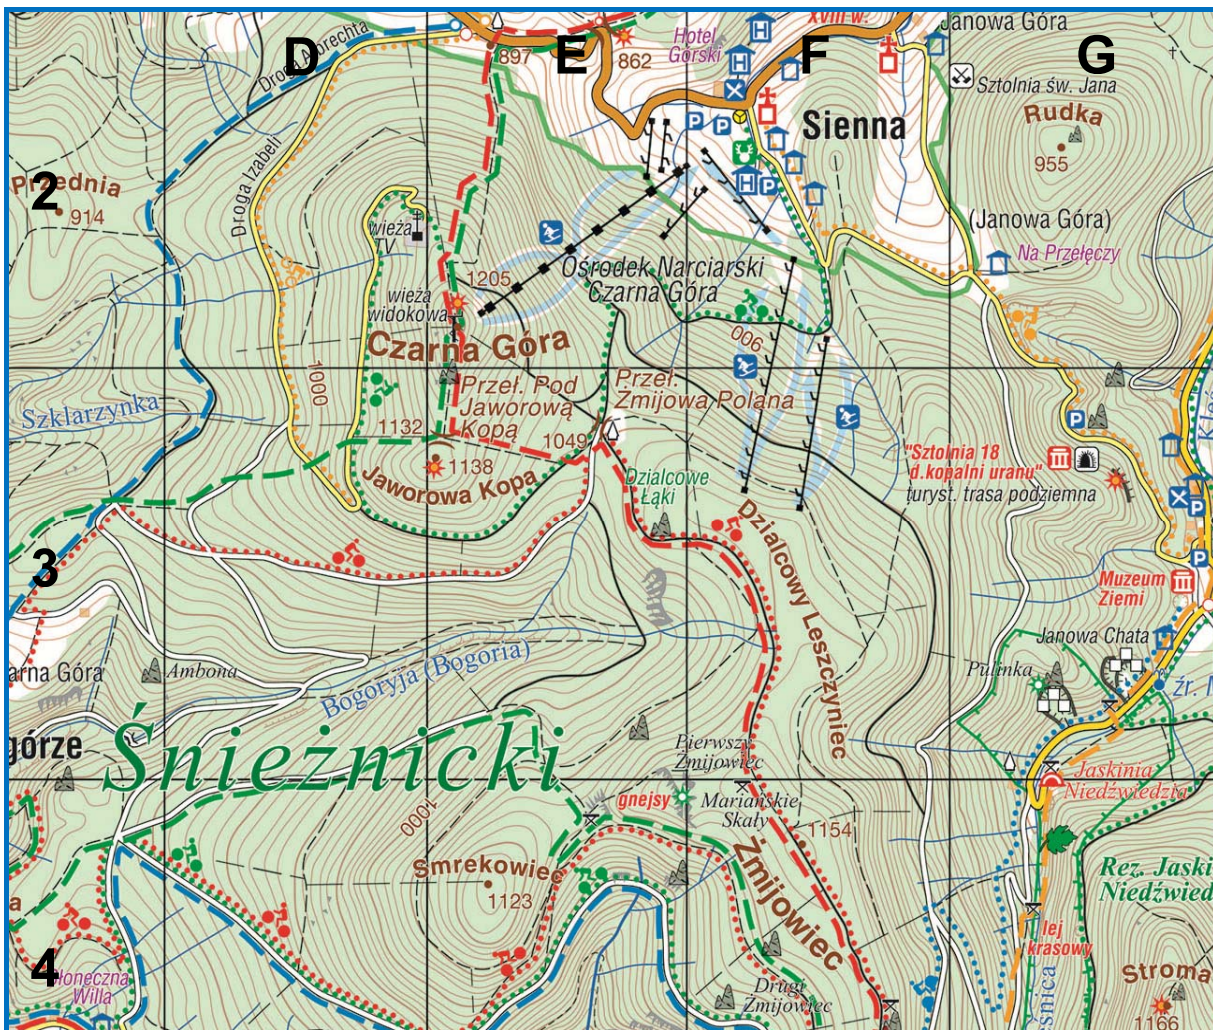 D
E
F
G
2
3
4
XVIII w.
Janowa Góra
Hotel
Górski
897
862
Sztolnia św. Jana
Rudka
955
Sienna
Przednia
914
Droga Izabeli
wieża
TV
(Janowa Góra)
Na Przełęczy
Ośrodek Narciarski
Czarna Góra
1205
wieża
widokowa
Czarna Góra
900
1000
Szklarzynka
Przeł. Pod
Jaworową
Kopą
Przeł.
Żmijowa Polana
1132
1049
1138
Jaworowa Kopa
Działcowe
Łąki
"Sztolnia 18
d.kopalni uranu"
turyst. trasa podziemna
Działcowy Leszczyniec
Muzeum
Ziemi
Janowa Chata
Pulinka
arna Góra
Ambona
Bogoryja (Bogoria)
źr. M
górze
Śnieżnicki
Pierwszy
Żmijowiec
gnejsy
Mariańskie
Skały
1154
Jaskinia
Niedźwiedzia
1000
Smrekowiec
1123
Żmijowiec
Rez. Jaski
Niedźwied
lej
krasowy
łoneczna
Willa
Drugi
Żmijowiec
śnica
Stroma
1166